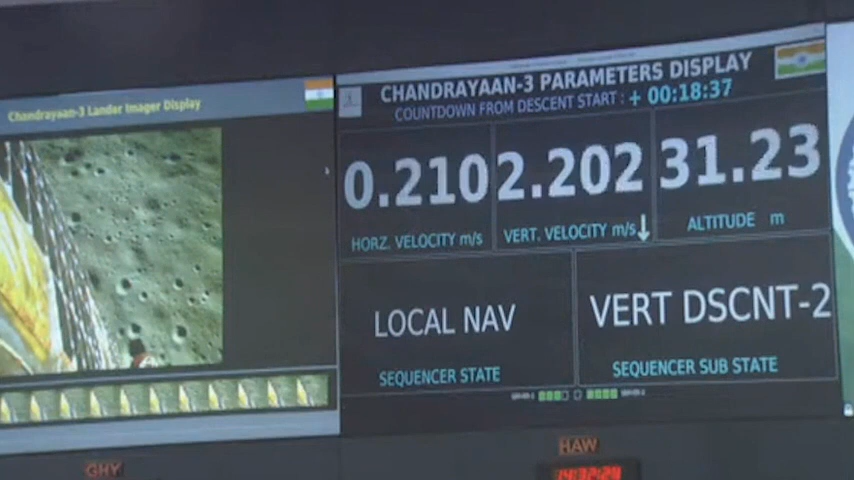 Chandrayaan-3 Lander Imager Display
CHANDRAYAAN-3 PARAMETERS DISPLAY
COUNTDOWN FROM DESCENT START : + 00:18:37
0.210
HORZ. VELOCITY m/s
2.202
VERT. VELOCITY m/s
31.23
ALTITUDE m
LOCAL NAV
SEQUENCER STATE
VERT DSCNT-2
SEQUENCER SUB STATE
GHY
HAW